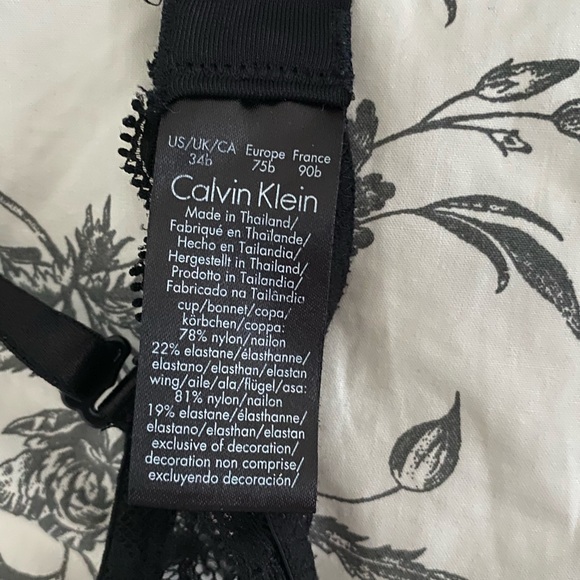 US/UK/CA Europe France
34b 75b 90b
Calvin Klein
Made in Thailand/
Fabriqué en Thaïlande/
Hecho en Tailandia/
Hergestellt in Thailand/
Prodotto in Tailandia/
Fabricado na Tailândia
cup/bonnet/copa/
körbchen/coppa:
78% nylon/nailon
22% elastane/élasthanne/
elastano/elasthan/elastan
wing/aile/ala/flügel/asa:
81% nylon/nailon
19% elastane/élasthanne/
elastano/elasthan/elastan
exclusive of decoration/
decoration non comprise/
excluyendo decoración/